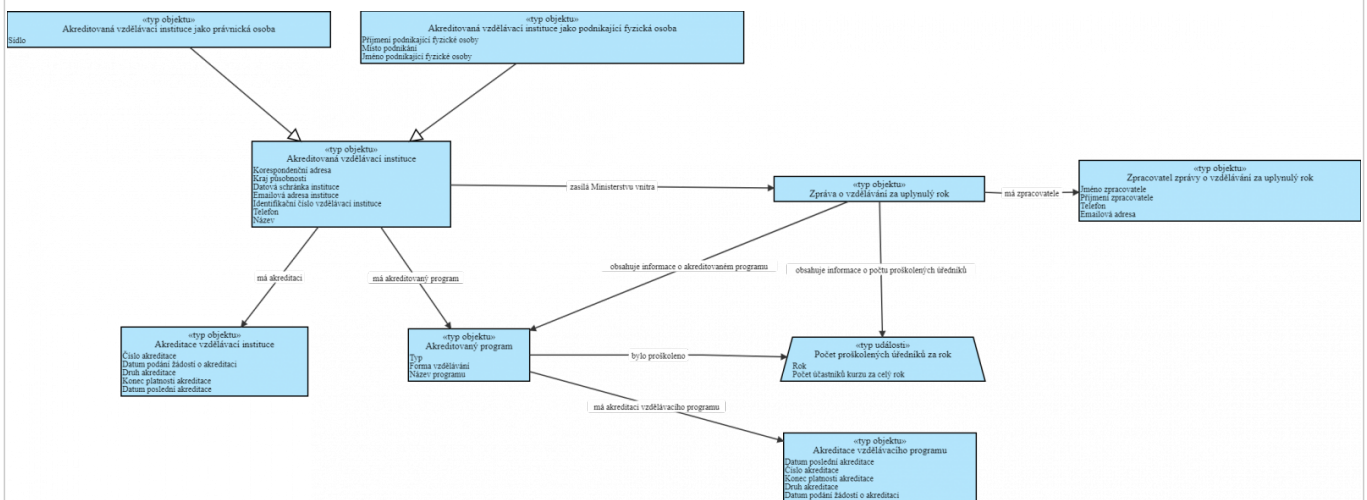 «typ objektu»
Akreditovaná vzdělávací instituce jako právnická osoba
Sídlo
«typ objektu»
Akreditovaná vzdělávací instituce jako podnikající fyzická osoba
Příjmení podnikající fyzické osoby
Místo podnikání
Jméno podnikající fyzické osoby
«typ objektu»
Akreditovaná vzdělávací instituce
Korespondenční adresa
Kraj působnosti
Datová schránka instituce
Emailová adresa instituce
Identifikační číslo vzdělávací instituce
Telefon
Název
zasílá Ministerstvu vnitra
«typ objektu»
Zpráva o vzdělávání za uplynulý rok
má zpracovatele
«typ objektu»
Zpracovatel zprávy o vzdělávání za uplynulý rok
Jméno zpracovatele
Příjmení zpracovatele
Telefon
Emailová adresa
má akreditaci
má akreditovaný program
obsahuje informace o akreditovaném programu
obsahuje informace o počtu proškolených úředníků
«typ objektu»
Akreditace vzdělávací instituce
Číslo akreditace
Datum podání žádosti o akreditaci
Druh akreditace
Konec platnosti akreditace
Datum poslední akreditace
«typ objektu»
Akreditovaný program
Typ
Forma vzdělávání
Název programu
bylo proškoleno
«typ události»
Počet proškolených úředníků za rok
Rok
Počet účastníků kurzu za celý rok
má akreditaci vzdělávacího programu
«typ objektu»
Akreditace vzdělávacího programu
Datum poslední akreditace
Číslo akreditace
Konec platnosti akreditace
Druh akreditace
Datum podání žádosti o akreditaci